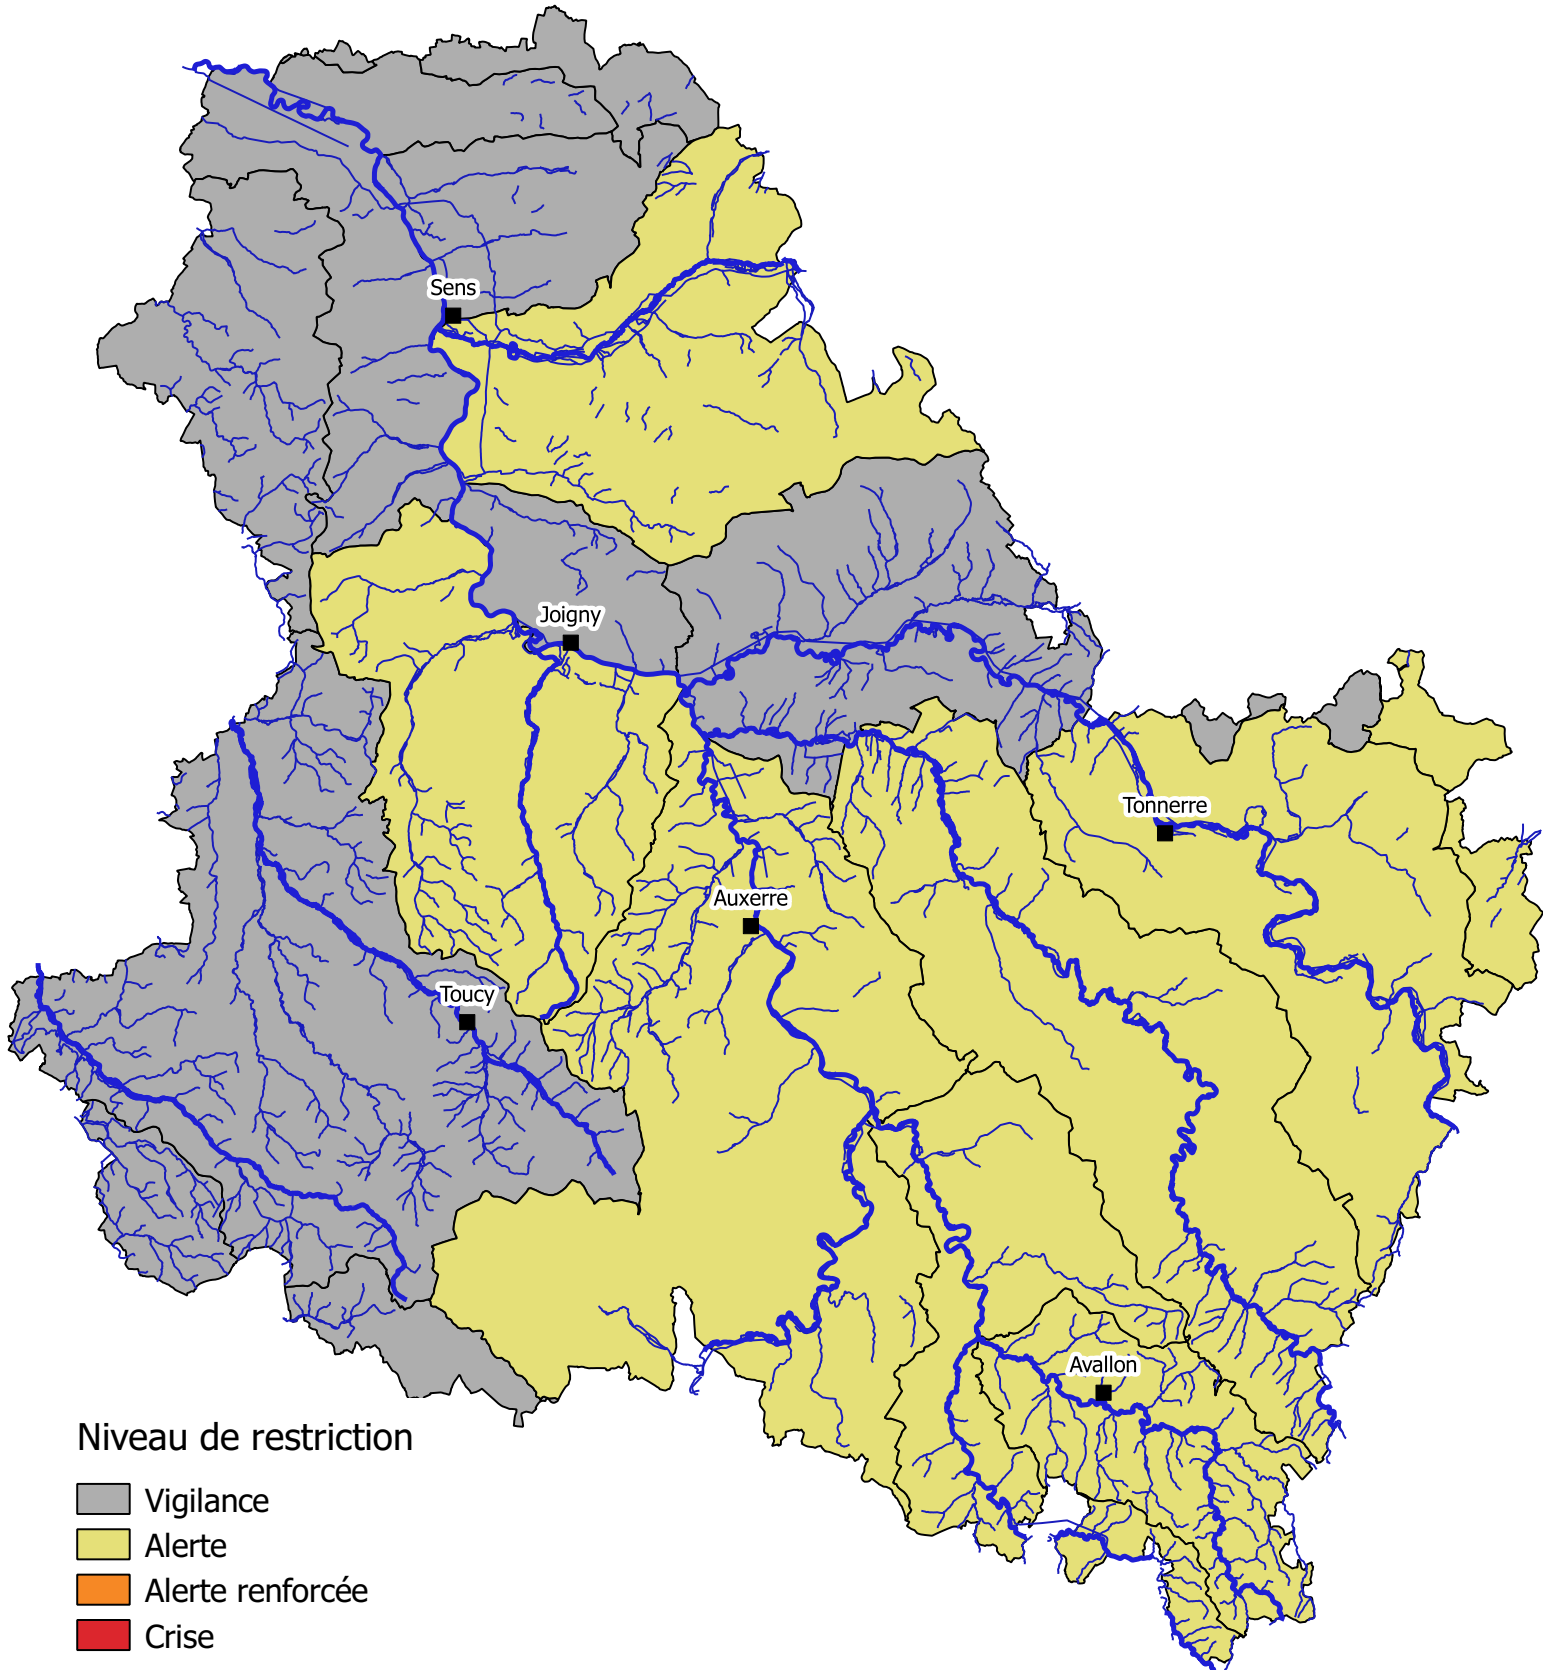 Sens
Joigny
Tonnerre
Auxerre
Toucy
Avallon
Niveau de restriction
Vigilance
Alerte
Alerte renforcée
Crise